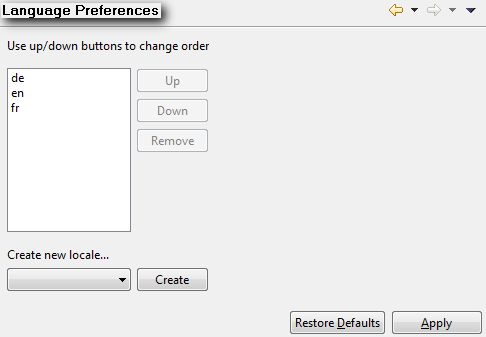 Language Preferences
Use up/down buttons to change order
de
en
fr
Up
Down
Remove
Create new locale...
Create
Restore Defaults
Apply